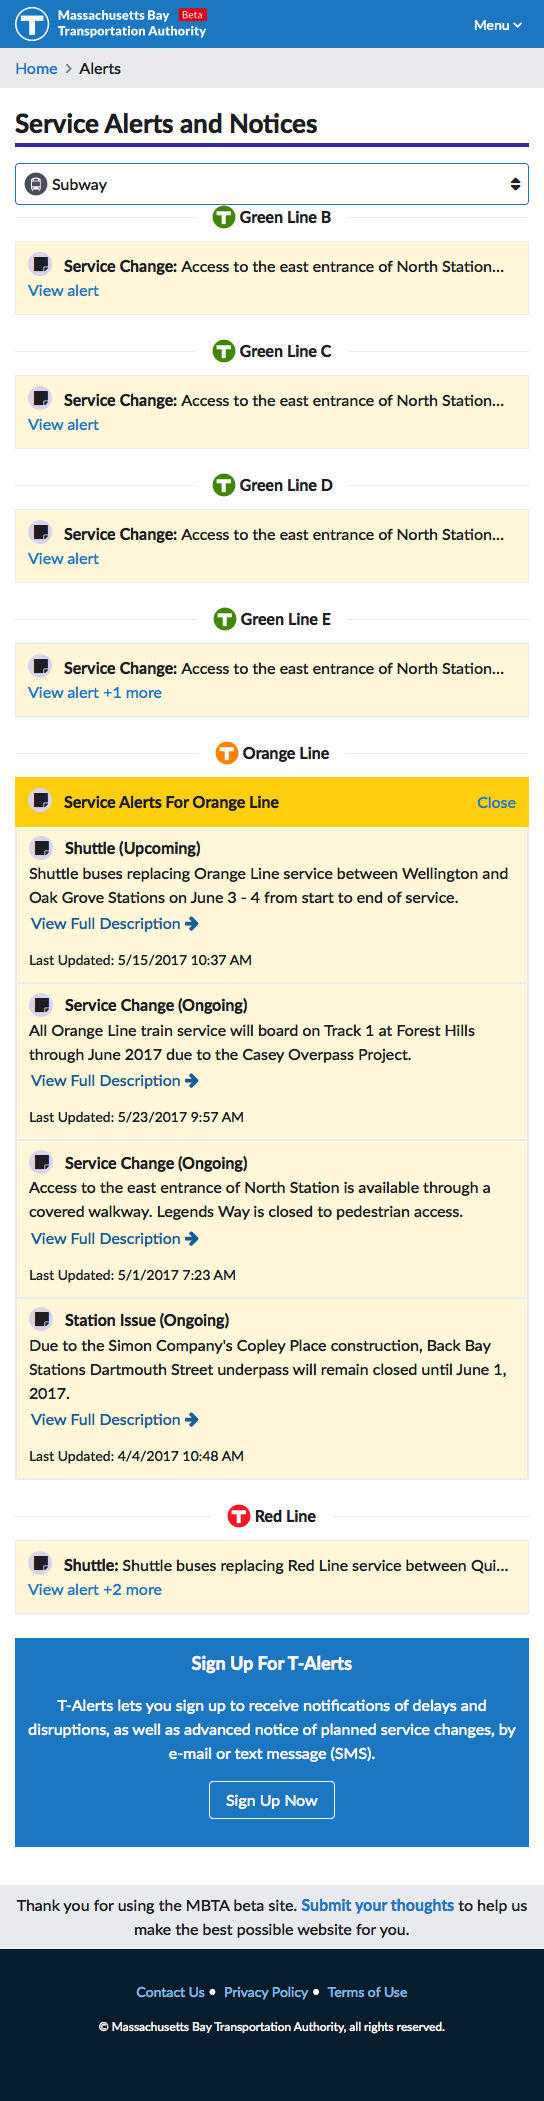 Massachusetts Bay Beta
Transportation Authority
Menu
Home > Alerts
Service Alerts and Notices
Subway
T Green Line B
Service Change: Access to the east entrance of North Station...
View alert
T Green Line C
Service Change: Access to the east entrance of North Station...
View alert
T Green Line D
Service Change: Access to the east entrance of North Station...
View alert
T Green Line E
Service Change: Access to the east entrance of North Station...
View alert +1 more
T Orange Line
Service Alerts For Orange Line Close
Shuttle (Upcoming)
Shuttle buses replacing Orange Line service between Wellington and
Oak Grove Stations on June 3 - 4 from start to end of service.
View Full Description
Last Updated: 5/15/2017 10:37 AM
Service Change (Ongoing)
All Orange Line train service will board on Track 1 at Forest Hills
through June 2017 due to the Casey Overpass Project.
View Full Description
Last Updated: 5/23/2017 9:57 AM
Service Change (Ongoing)
Access to the east entrance of North Station is available through a
covered walkway. Legends Way is closed to pedestrian access.
View Full Description
Last Updated: 5/1/2017 7:23 AM
Station Issue (Ongoing)
Due to the Simon Company's Copley Place construction, Back Bay
Stations Dartmouth Street underpass will remain closed until June 1,
2017.
View Full Description
Last Updated: 4/4/2017 10:48 AM
T Red Line
Shuttle: Shuttle buses replacing Red Line service between Qui...
View alert +2 more
Sign Up For T-Alerts
T-Alerts lets you sign up to receive notifications of delays and
disruptions, as well as advanced notice of planned service changes, by
e-mail or text message (SMS).
Sign Up Now
Thank you for using the MBTA beta site. Submit your thoughts to help us
make the best possible website for you.
Contact Us • Privacy Policy • Terms of Use
© Massachusetts Bay Transportation Authority, all rights reserved.